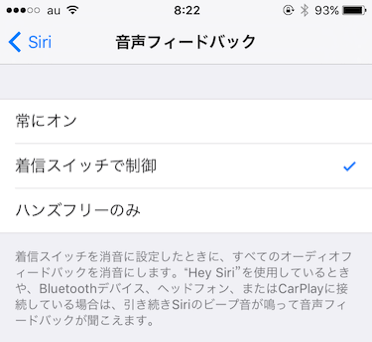 au 8:22 93%
Siri 音声フィードバック
常にオン
着信スイッチで制御
ハンズフリーのみ
着信スイッチを消音に設定したときに、すべてのオーディオフ
ィードバックを消音にします。“Hey Siri”を使用しているとき
や、Bluetoothデバイス、ヘッドフォン、またはCarPlayに接
続している場合は、引き続きSiriのビープ音が鳴って音声フィ
ードバックが聞こえます。